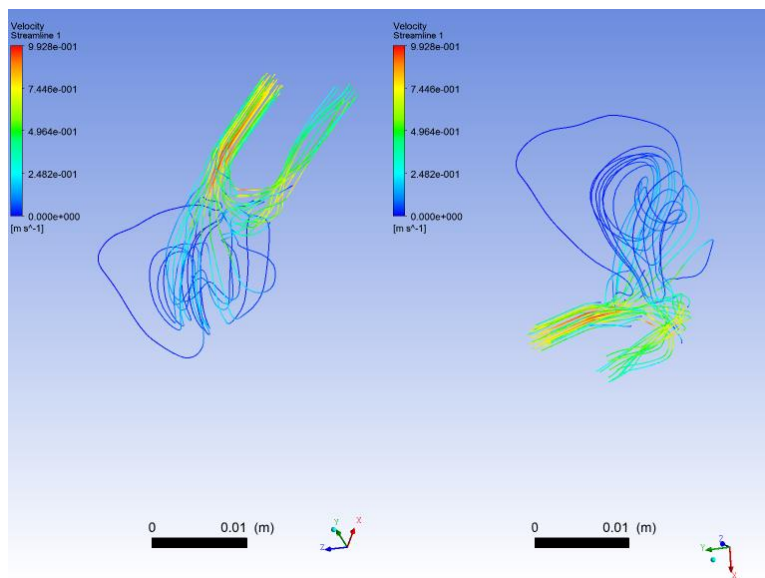 Velocity
Streamline 1
9.928e-001
7.446e-001
4.964e-001
2.482e-001
0.000e+000
[m s^-1]
0 0.01 (m)
Y X
Z
Velocity
Streamline 1
9.928e-001
7.446e-001
4.964e-001
2.482e-001
0.000e+000
[m s^-1]
0 0.01 (m)
Z
Y
X